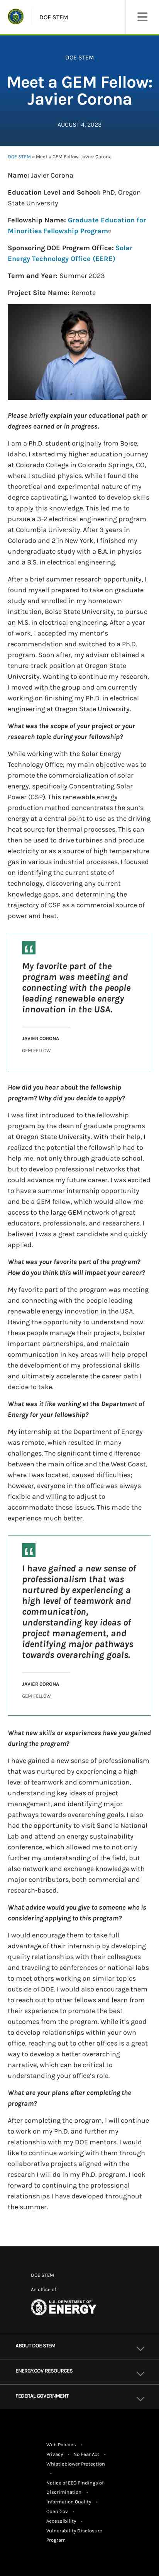 DOE STEM
DOE STEM
Meet a GEM Fellow:
Javier Corona
AUGUST 4, 2023
DOE STEM » Meet a GEM Fellow: Javier Corona
Name: Javier Corona
Education Level and School: PhD, Oregon
State University
Fellowship Name: Graduate Education for
Minorities Fellowship Program
Sponsoring DOE Program Office: Solar
Energy Technology Office (EERE)
Term and Year: Summer 2023
Project Site Name: Remote
Please briefly explain your educational path or
degrees earned or in progress.
I am a Ph.D. student originally from Boise,
Idaho. I started my higher education journey
at Colorado College in Colorado Springs, CO,
where I studied physics. While I found the
theoretical and experimental nature of my
degree captivating, I wanted to develop skills
to apply this knowledge. This led me to
pursue a 3-2 electrical engineering program
at Columbia University. After 3 years in
Colorado and 2 in New York, I finished my
undergraduate study with a B.A. in physics
and a B.S. in electrical engineering.
After a brief summer research opportunity, I
found myself prepared to take on graduate
study and enrolled in my hometown
institution, Boise State University, to pursue
an M.S. in electrical engineering. After a year
of work, I accepted my mentor's
recommendation and switched to a Ph.D.
program. Soon after, my advisor obtained a
tenure-track position at Oregon State
University. Wanting to continue my research,
I moved with the group and am currently
working on finishing my Ph.D. in electrical
engineering at Oregon State University.
What was the scope of your project or your
research topic during your fellowship?
While working with the Solar Energy
Technology Office, my main objective was to
promote the commercialization of solar
energy, specifically Concentrating Solar
Power (CSP). This renewable energy
production method concentrates the sun's
energy at a central point to access heat. This
can then be used to drive turbines to produce
electricity or as a source of high temperature
gas in various industrial processes. I focused
on identifying the current state of
technology, discovering any current
knowledge gaps, and determining the
trajectory of CSP as a commercial source of
power and heat.
My favorite part of the
program was meeting and
connecting with the people
leading renewable energy
innovation in the USA.
JAVIER CORONA
GEM FELLOW
How did you hear about the fellowship
program? Why did you decide to apply?
I was first introduced to the fellowship
program by the dean of graduate programs
at Oregon State University. With their help, I
realized the potential the fellowship had to
help me, not only through graduate school,
but to develop professional relations that
could advance my future career. I was excited
to have a summer internship opportunity
and be a GEM fellow, which would allow me
access to the large GEM network of great
educators, professionals, and researchers. I
believed I was a great candidate and quickly
applied.
What was your favorite part of the program?
How do you think this will impact your career?
My favorite part of the program was meeting
and connecting with the people leading
renewable energy innovation in the USA.
Having the opportunity to understand how
these people made strides forward, bolster
important partnerships, and maintain
communication in key areas will help propel
the development of my professional skills
and ultimately accelerate the career path I
decide to take.
What was it like working at the Department of
Energy for your fellowship?
My internship at the Department of Energy
was remote, which resulted in many
challenges. The significant time difference
between the main office and the West Coast,
where I was located, caused difficulties;
however, everyone in the office was always
flexible and willing to adjust to
accommodate these issues. This made the
experience much better.
I have gained a new sense of
professionalism that was
nurtured by experiencing a
high level of teamwork and
communication,
understanding key ideas of
project management, and
identifying major pathways
towards overarching goals.
JAVIER CORONA
GEM FELLOW
What new skills or experiences have you gained
during the program?
I have gained a new sense of professionalism
that was nurtured by experiencing a high
level of teamwork and communication,
understanding key ideas of project
management, and identifying major
pathways towards overarching goals. I also
had the opportunity to visit Sandia National
Lab and attend an energy sustainability
conference, which allowed me to not only
further my understanding of the field, but
also network and exchange knowledge with
major contributors, both commercial and
research-based.
What advice would you give to someone who is
considering applying to this program?
I would encourage them to take full
advantage of their internship by developing
quality relationships with their colleagues
and traveling to conferences or national labs
to meet others working on similar topics
outside of DOE. I would also encourage them
to reach out to other fellows and learn from
their experience to promote the best
outcomes of the program. While it's easier to
develop relationships within your own
office, reaching out to other offices is a great
way to develop a better overarching
network, which can be critical to
understanding your office's role.
What are your plans after completing the
program?
After completing the program, I will continue
to work on my Ph.D. and further my
relationship with my DOE mentors. I would
like to continue working with them through
collaborative projects which are aligned with
the research I will do in my Ph.D. program. I
look forward to continuing all of the
relationships I have developed throughout
the summer.
DOE STEM
An office of
U.S. DEPARTMENT OF
ENERGY
ABOUT DOE STEM
ENERGY.GOV RESOURCES
FEDERAL GOVERNMENT
Web Policies •
Privacy • No Fear Act •
Whistleblower Protection
•
Notice of EEO Findings of
Discrimination •
Information Quality •
Open Gov •
Accessibility •
Vulnerability Disclosure
Program